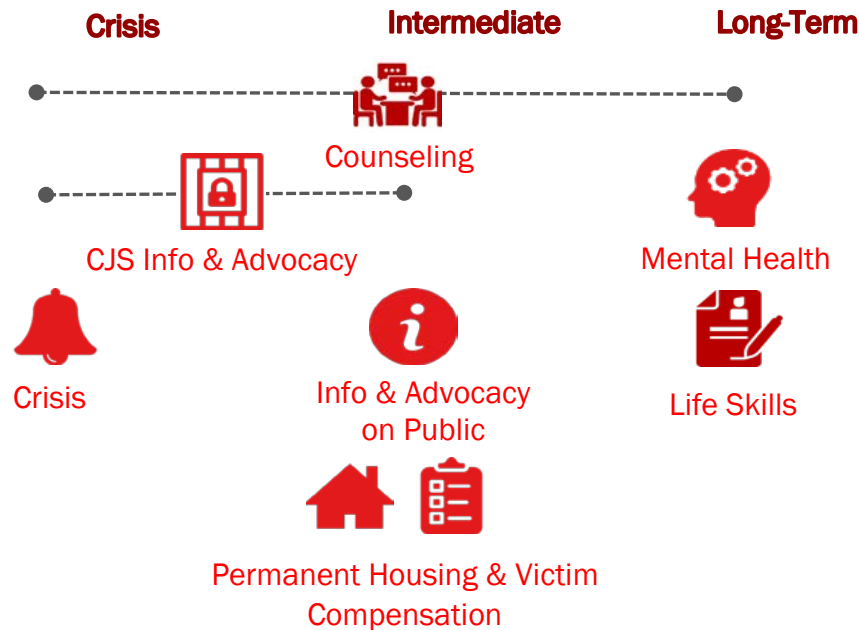 Crisis
Intermediate
Long-Term
Counseling
CJS Info & Advocacy
Mental Health
Crisis
Info & Advocacy
on Public
Life Skills
Permanent Housing & Victim
Compensation